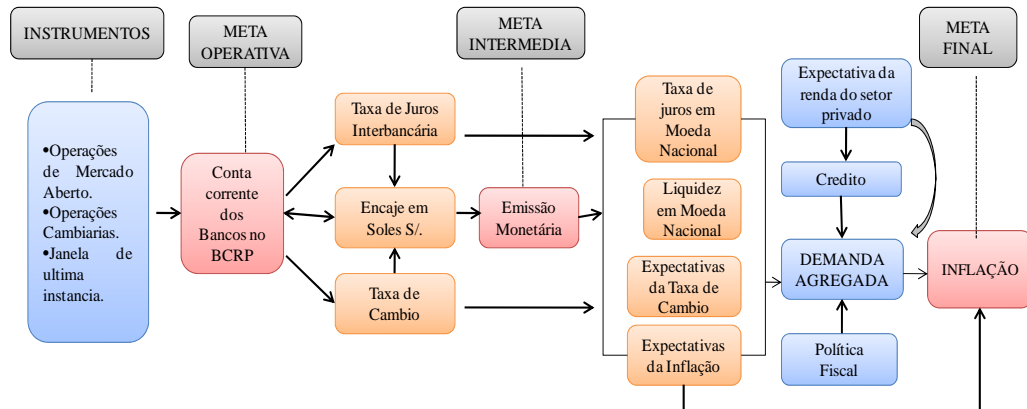 INSTRUMENTOS
META
OPERATIVA
META
INTERMEDIA
META
FINAL
•Operações
de Mercado
Aberto.
•Operações
Cambiarias.
•Janela de
ultima
instancia.
Conta
corrente
dos
Bancos no
BCRP
Taxa de Juros
Interbancária
Encaje em
Soles S/.
Taxa de
Cambio
Emissão
Monetária
Taxa de
juros em
Moeda
Nacional
Liquidez
em Moeda
Nacional
Expectativas
da Taxa de
Cambio
Expectativas
da Inflação
Expectativa da
renda do setor
privado
Credito
DEMANDA
AGREGADA
Política
Fiscal
INFLAÇÃO